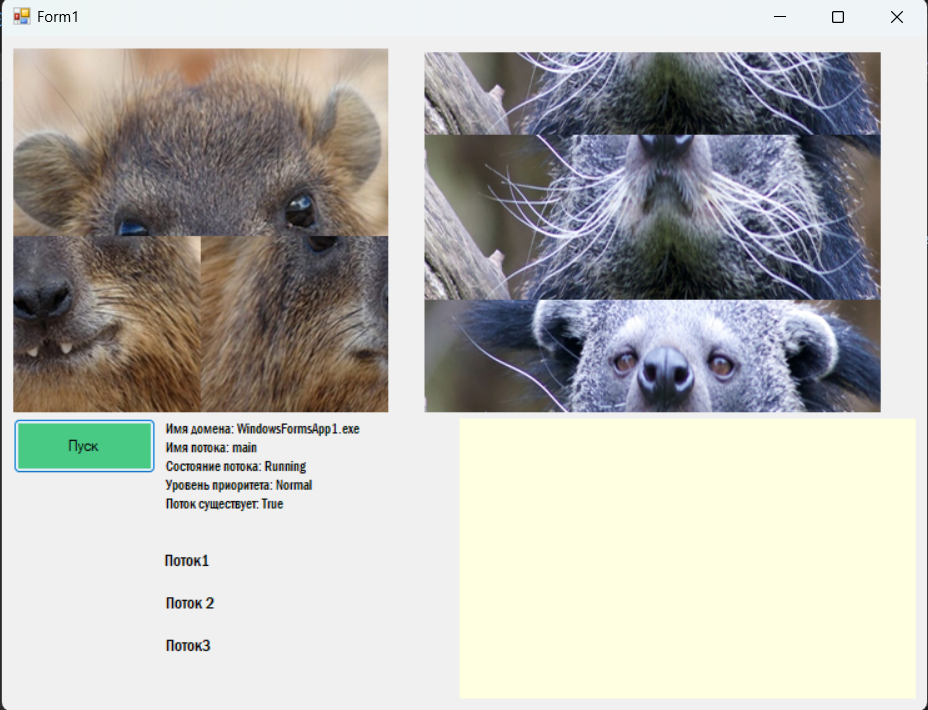 Form1
Пуск
Имя домена: WindowsFormsApp1.exe
Имя потока: main
Состояние потока: Running
Уровень приоритета: Normal
Поток существует: True
Поток1
Поток 2
Поток3